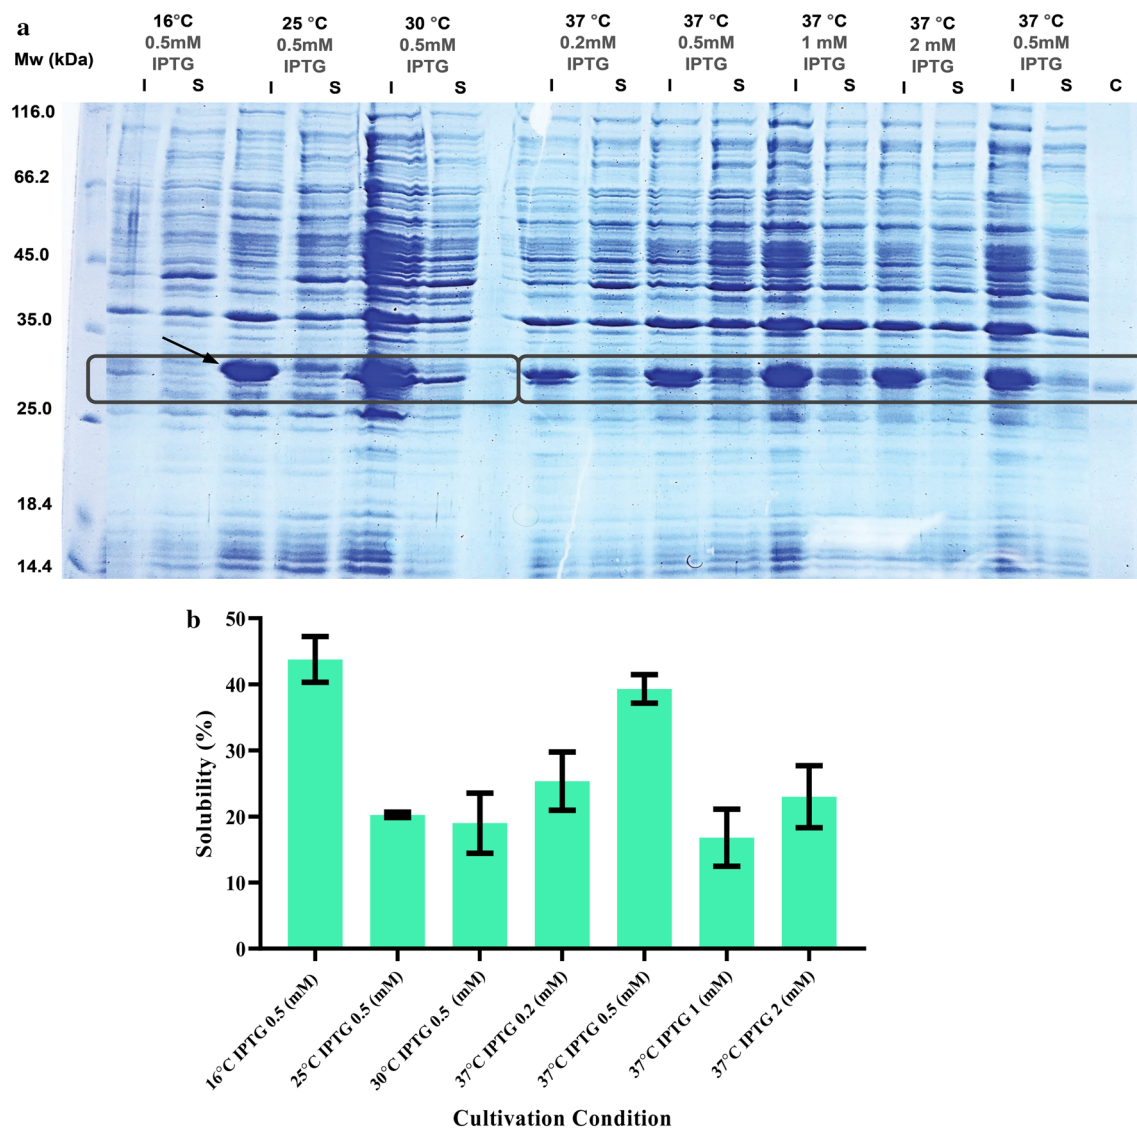 a
16°C 25 °C 30 °C 37 °C 37 °C 37 °C 37 °C 37 °C
0.5mM 0.5mM 0.5mM 0.2mM 0.5mM 1 mM 2 mM 0.5mM
Mw (kDa) IPTG IPTG IPTG IPTG IPTG IPTG IPTG IPTG
I S I S I S I S I S I S I S I S C
116.0
66.2
45.0
35.0
25.0
18.4
14.4
b
50
40
30
20
10
0
Solubility (%)
16°C IPTG 0.5 (mM)
25°C IPTG 0.5 (mM)
30°C IPTG 0.5 (mM)
37°C IPTG 0.2 (mM)
37°C IPTG 0.5 (mM)
37°C IPTG 1 (mM)
37°C IPTG 2 (mM)
Cultivation Condition